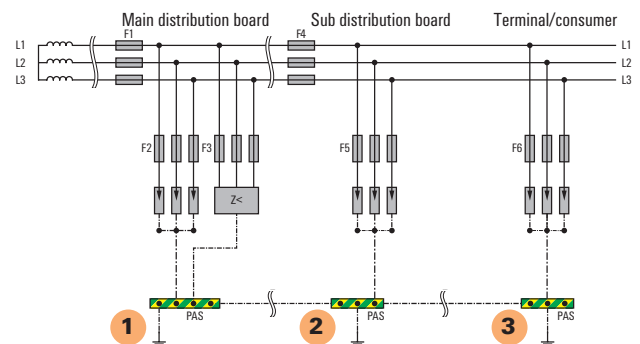 Main distribution board Sub distribution board Terminal/consumer
F1 F4
L1 L1
L2 L2
L3 L3
F2 F3 F5 F6
Z<
PAS PAS PAS
1 2 3